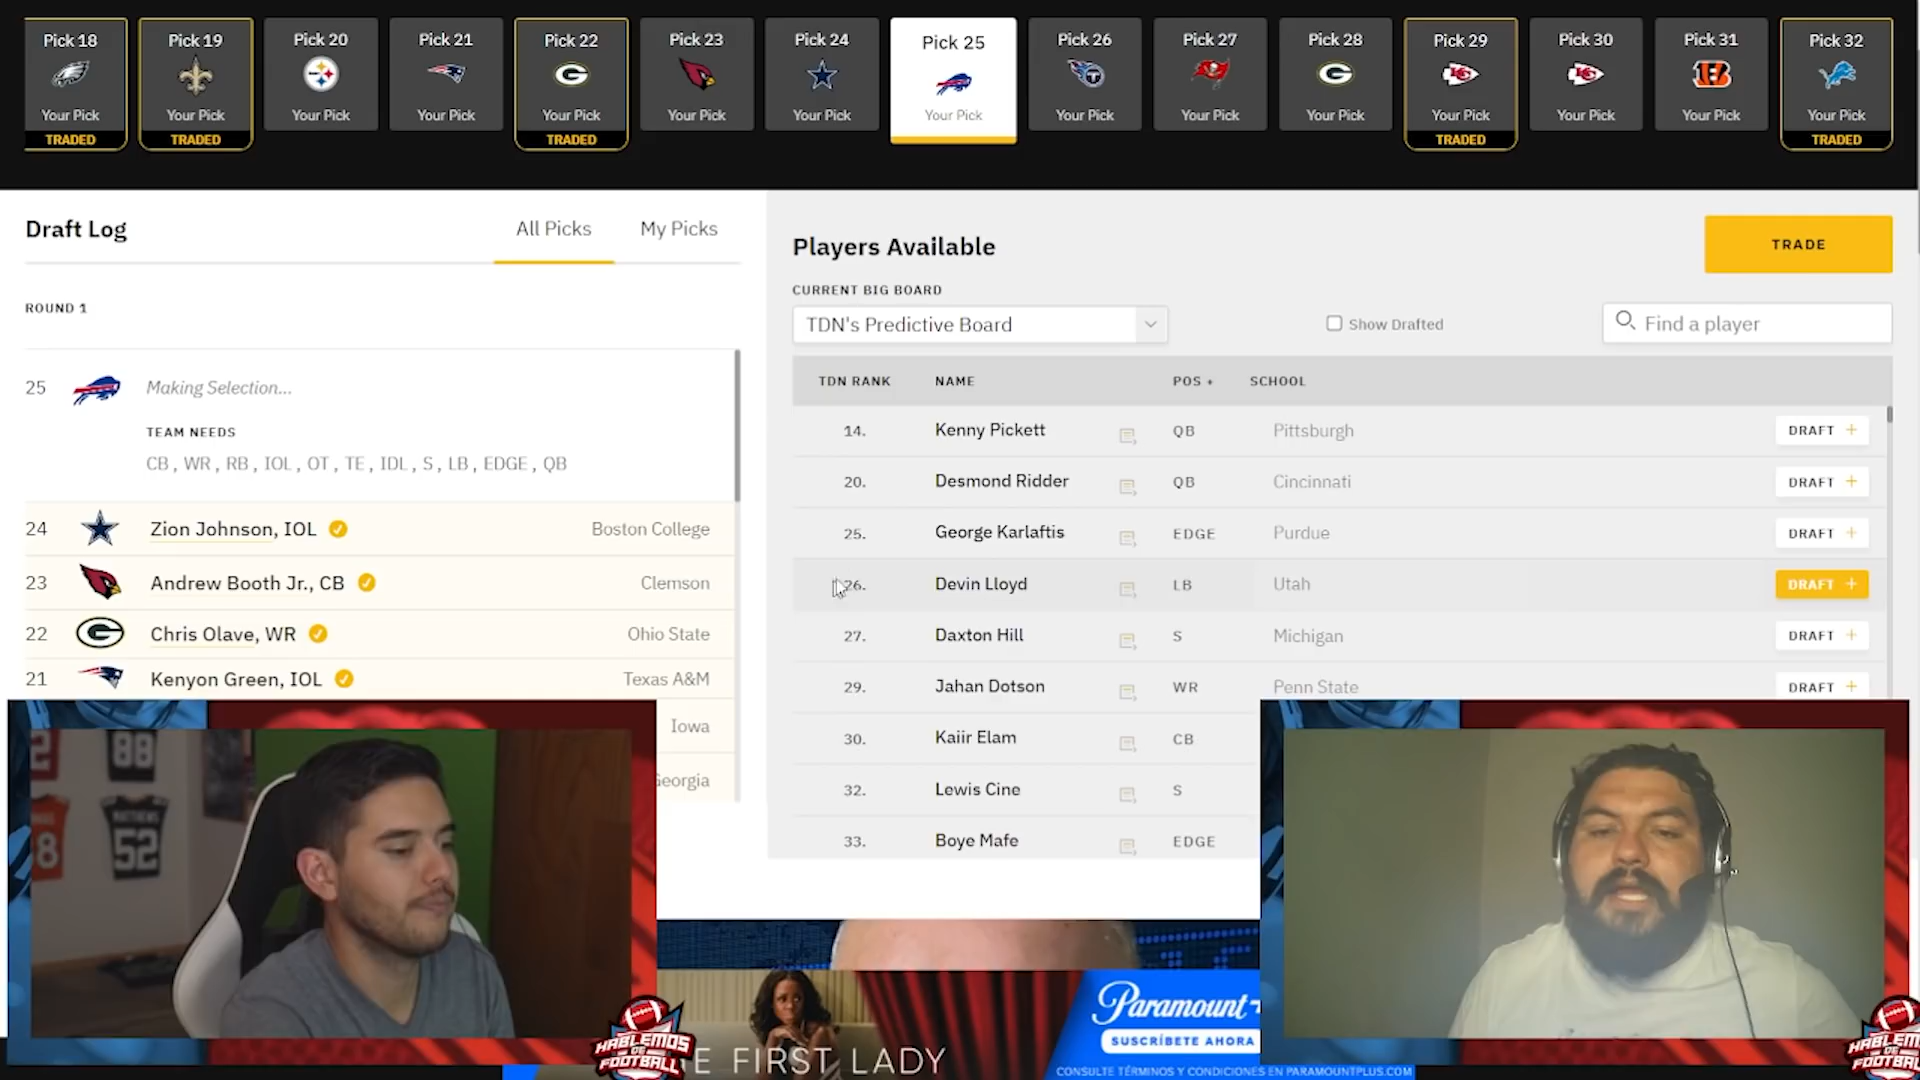 Pick 18
Your Pick
TRADED
Pick 19
Your Pick
TRADED
Pick 20
Your Pick
Pick 21
Your Pick
Pick 22
Your Pick
TRADED
Pick 23
Your Pick
Pick 24
Your Pick
Pick 25
Your Pick
Pick 26
Your Pick
Pick 27
Your Pick
Pick 28
Your Pick
Pick 29
Your Pick
TRADED
Pick 30
Your Pick
Pick 31
Your Pick
Pick 32
Your Pick
TRADED
Draft Log
All Picks
My Picks
ROUND 1
25
Making Selection...
TEAM NEEDS
CB , WR , RB , IOL , OT , TE , IDL , S , LB , EDGE , QB
24 Zion Johnson, IOL Boston College
23 Andrew Booth Jr., CB Clemson
22 Chris Olave, WR Ohio State
21 Kenyon Green, IOL Texas A&M
Iowa
Georgia
Players Available
TRADE
CURRENT BIG BOARD
TDN's Predictive Board
Show Drafted
Find a player
TDN RANK NAME POS + SCHOOL
14. Kenny Pickett QB Pittsburgh DRAFT +
20. Desmond Ridder QB Cincinnati DRAFT +
25. George Karlaftis EDGE Purdue DRAFT +
26. Devin Lloyd LB Utah DRAFT +
27. Daxton Hill S Michigan DRAFT +
29. Jahan Dotson WR Penn State DRAFT +
30. Kaiir Elam CB
32. Lewis Cine S
33. Boye Mafe EDGE
88
52
HABLEMOS
DE
FOOTBALL
E FIRST LADY
Paramount+
SUSCRÍBETE AHORA
CONSULTE TÉRMINOS Y CONDICIONES EN PARAMOUNTPLUS.COM
HABLEM
DE
FOOTBAL